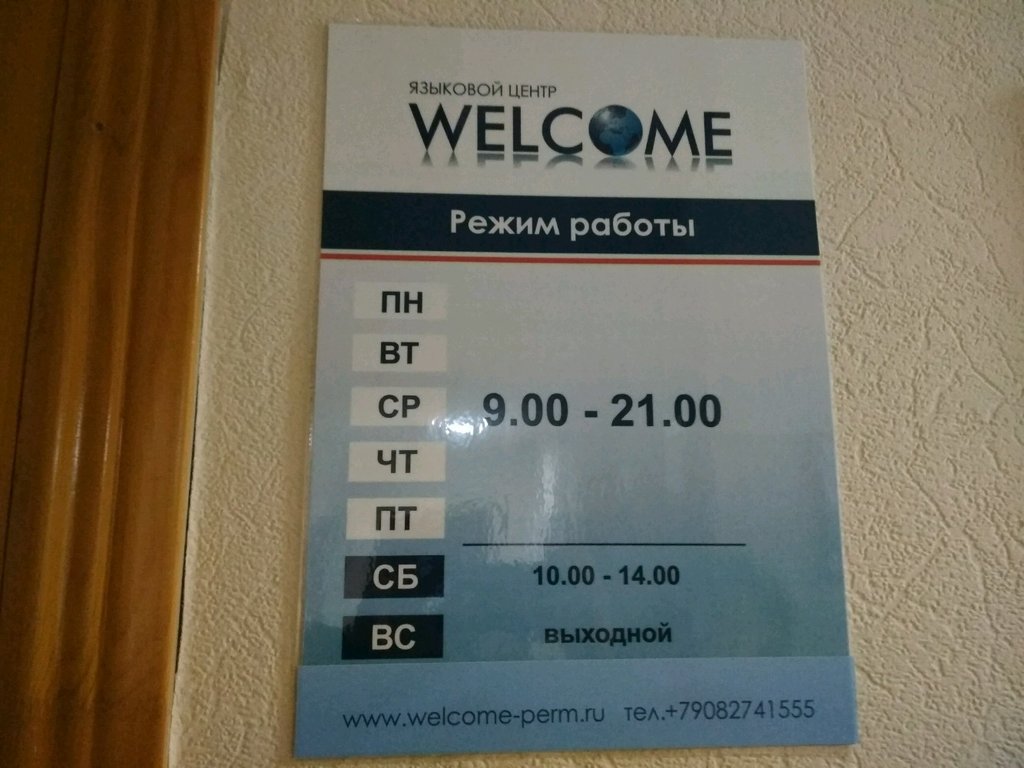 ЯЗЫКОВОЙ ЦЕНТР
WELCOME
Режим работы
ПН
ВТ
СР 9.00 - 21.00
ЧТ
ПТ
СБ 10.00 - 14.00
ВС выходной
www.welcome-perm.ru тел.+79082741555